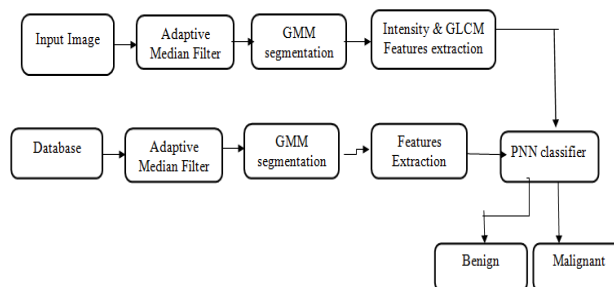 Input Image
Adaptive
Median Filter
GMM
segmentation
Intensity & GLCM
Features extraction
Database
Adaptive
Median Filter
GMM
segmentation
Features
Extraction
PNN classifier
Benign
Malignant